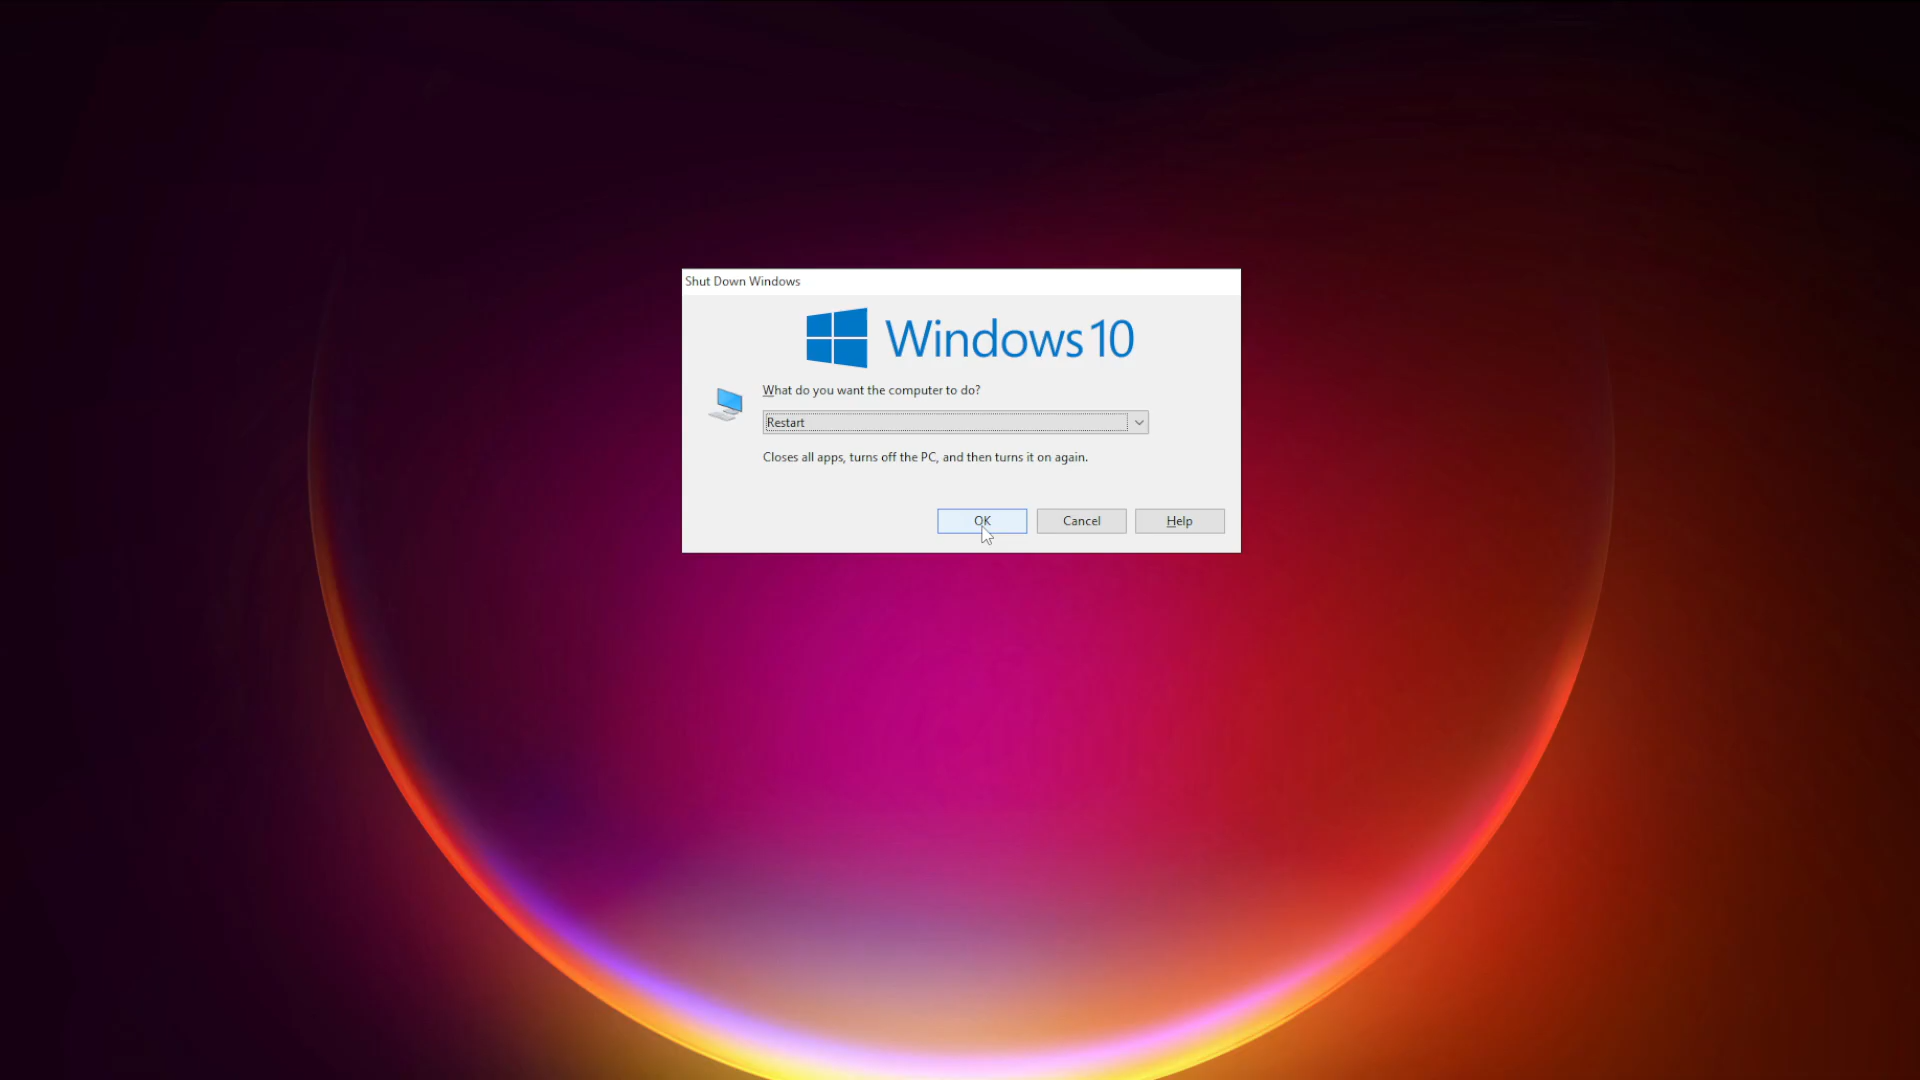 Shut Down Windows
Windows 10
What do you want the computer to do?
Restart
Closes all apps, turns off the PC, and then turns it on again.
OK Cancel Help